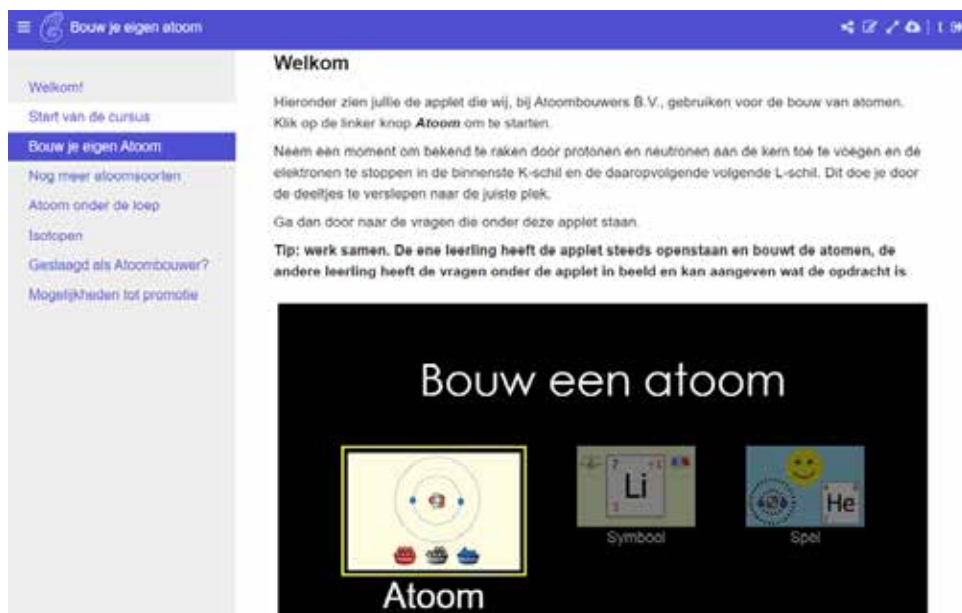 Bouw je eigen atoom
Welkom!
Start van de cursus
Bouw je eigen Atoom
Nog meer atoomsoorten
Atoom onder de loep
Isotopen
Geslaagd als Atoombouwer?
Mogelijkheden tot promotie
Welkom
Hieronder zien jullie de applet die wij, bij Atoombouwers B.V., gebruiken voor de bouw van atomen.
Klik op de linker knop Atoom om te starten.
Neem een moment om bekend te raken door protonen en neutronen aan de kern toe te voegen en de
elektronen te stoppen in de binnenste K-schil en de daaropvolgende volgende L-schil. Dit doe je door
de deeltjes te verslepen naar de juiste plek.
Ga dan door naar de vragen die onder deze applet staan.
Tip: werk samen. De ene leerling heeft de applet steeds openstaan en bouwt de atomen, de
andere leerling heeft de vragen onder de applet in beeld en kan aangeven wat de opdracht is
Bouw een atoom
7
Li
3
He
Atoom
Symbool
Spel